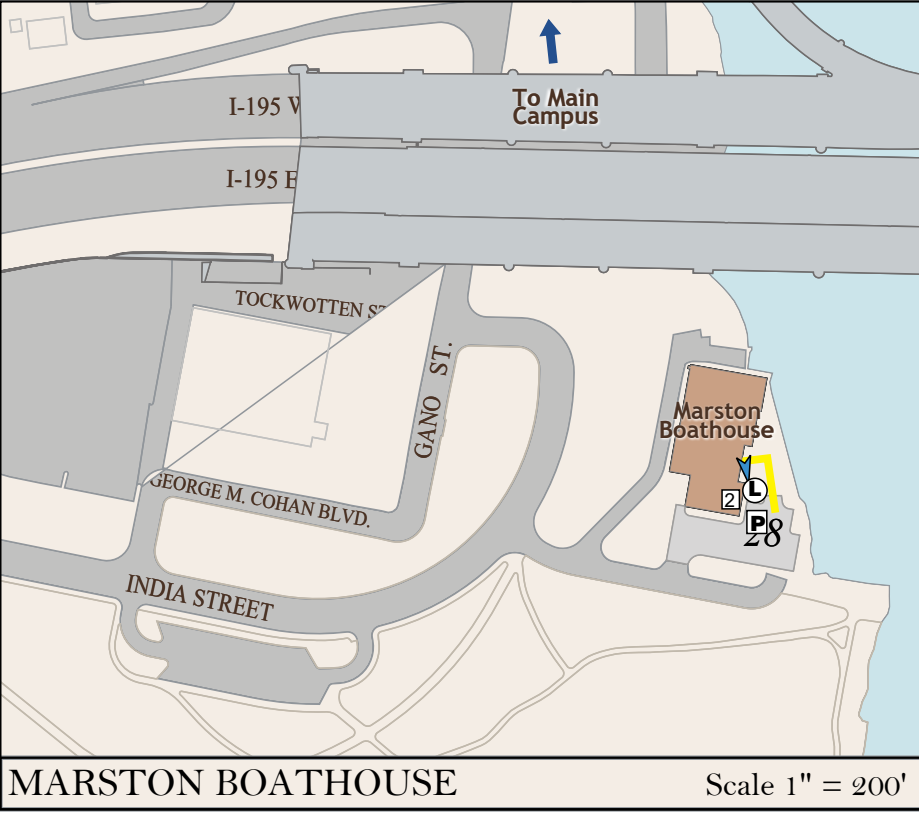 I-195 W
To Main
Campus
I-195 E
TOCKWOTTEN ST
GANO ST.
Marston
Boathouse
L
2
P
28
GEORGE M. COHAN BLVD.
INDIA STREET
MARSTON BOATHOUSE
Scale 1" = 200'